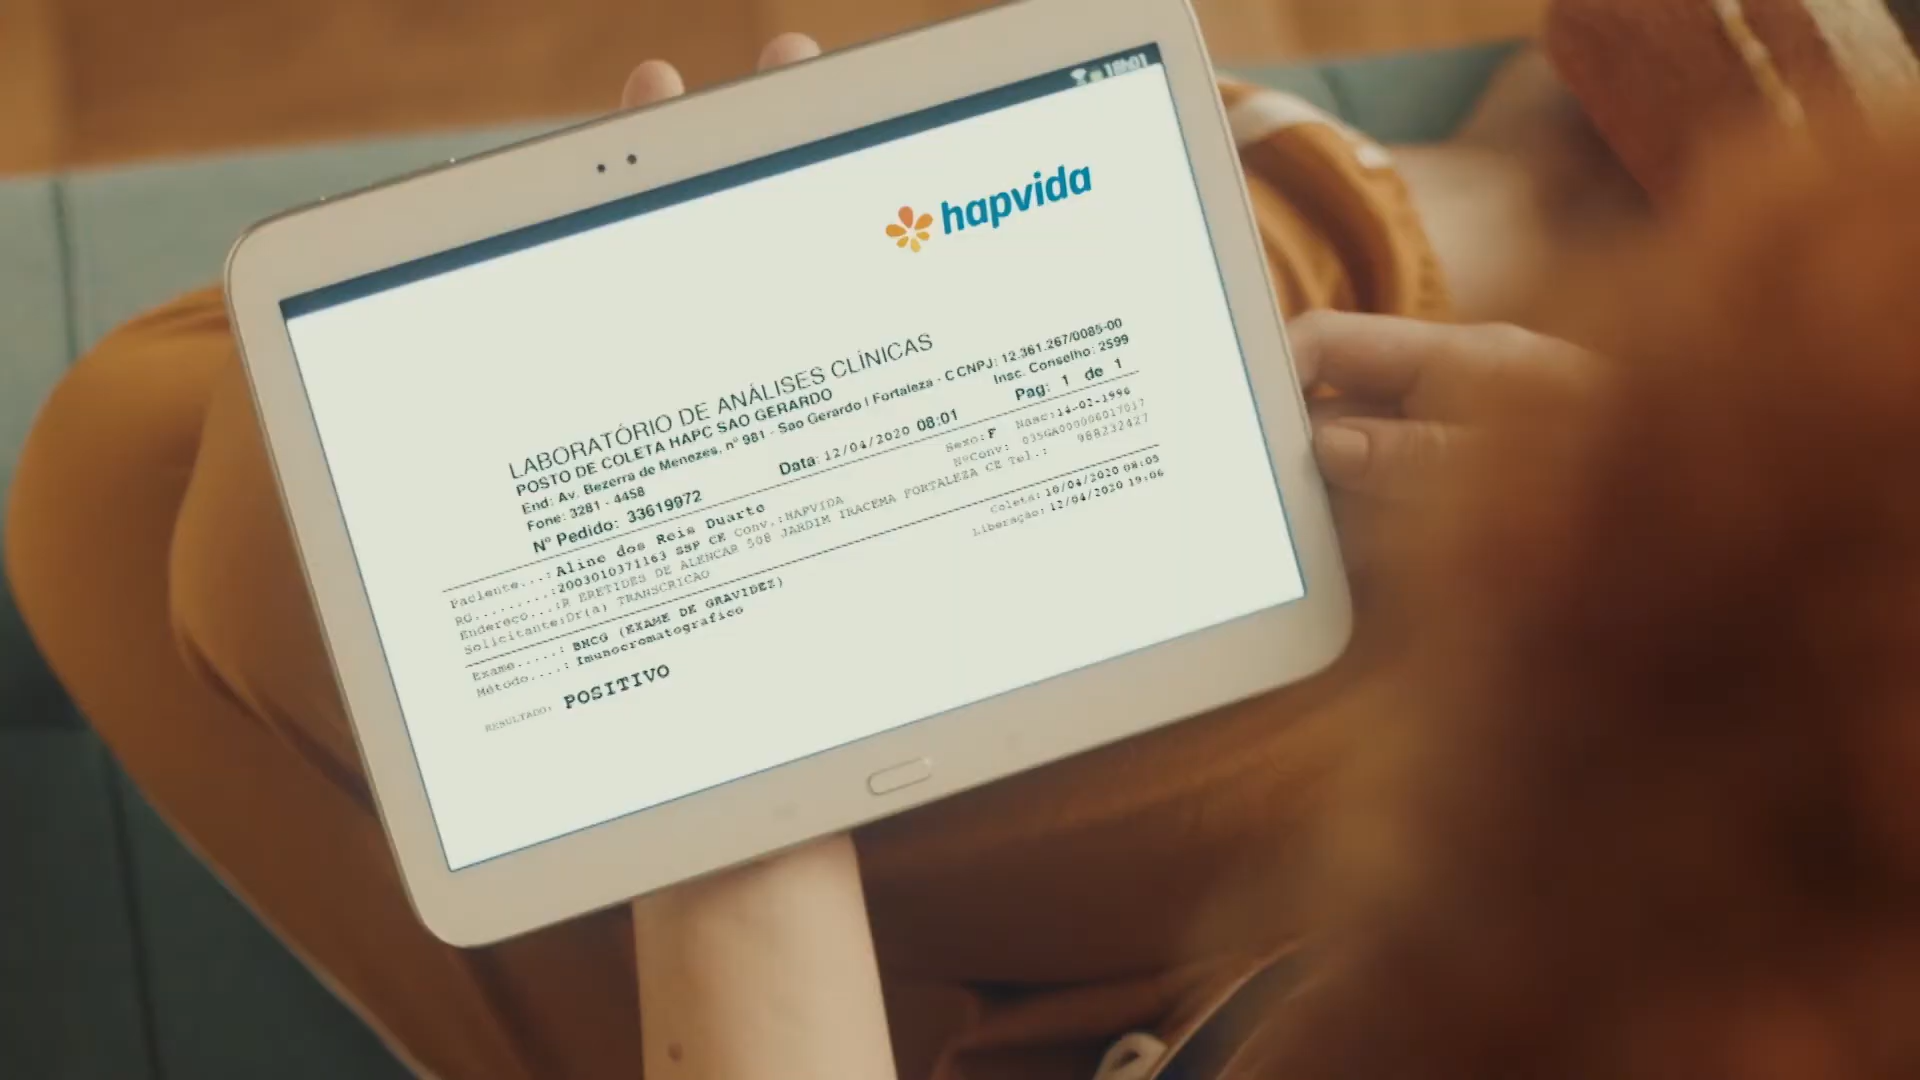 18h01
hapvida
LABORATÓRIO DE ANÁLISES CLÍNICAS
POSTO DE COLETA HAPC SAO GERARDO
End: Av. Bezerra de Menezes, nº 981 - Sao Gerardo | Fortaleza - C CNPJ: 12.361.267/0085-00
Fone: 3281 - 4458 Insc. Conselho: 2599
Nº Pedido: 33619972 Data: 12/04/2020 08:01 Pag: 1 de 1
Paciente...: Aline dos Reis Duarte Sexo: F Nasc: 14-02-1996
RG.........:2003010371163 SSP CE Conv.:HAPVIDA NºConv: 035GA000006017017
Endereco...:R ERETIDES DE ALENCAR 508 JARDIM IRACEMA FORTALEZA CE Tel.: 988232427
Solicitante:Dr(a) TRANSCRICAO
Exame.....: BHCG (EXAME DE GRAVIDEZ) Coleta: 10/04/2020 08:05
Método....: Imunocromatografico Liberação: 12/04/2020 19:06
RESULTADO: POSITIVO